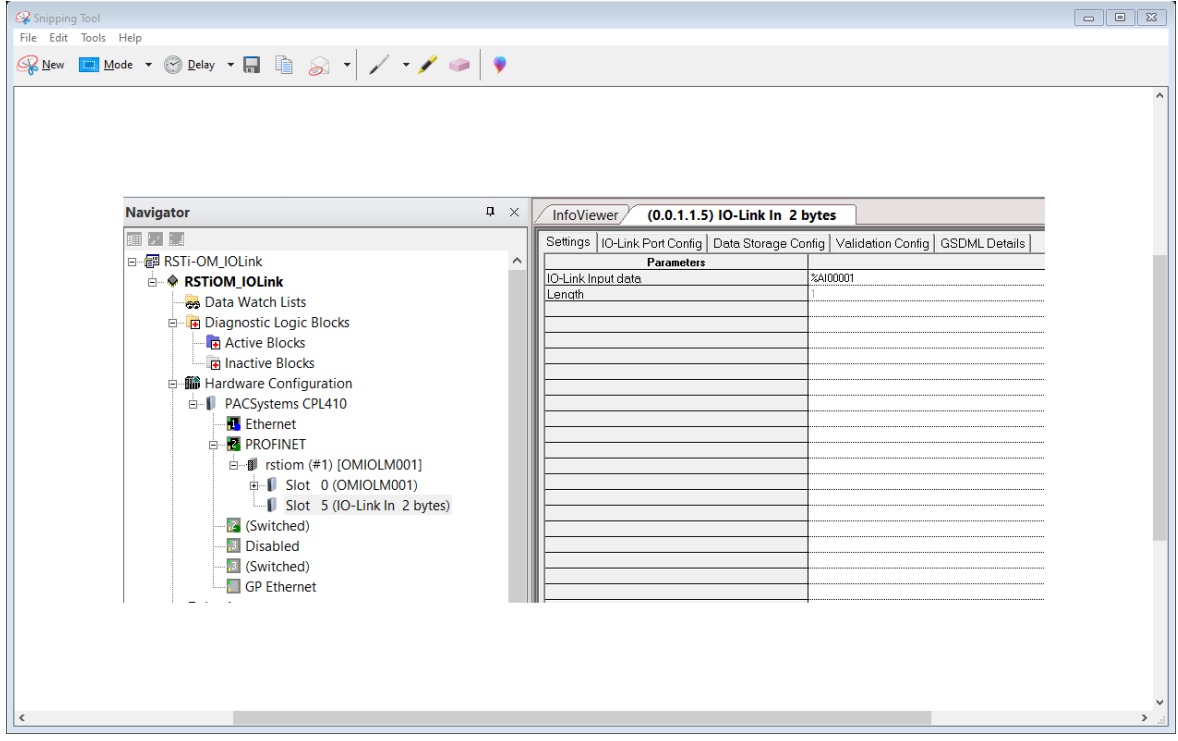 Snipping Tool
File Edit Tools Help
New Mode Delay
Navigator
RSTi-OM_IOLink
RSTiOM_IOLink
Data Watch Lists
Diagnostic Logic Blocks
Active Blocks
Inactive Blocks
Hardware Configuration
PACSystems CPL410
Ethernet
PROFINET
rstiom (#1) [OMIOLM001]
Slot 0 (OMIOLM001)
Slot 5 (IO-Link In 2 bytes)
(Switched)
Disabled
(Switched)
GP Ethernet
InfoViewer (0.0.1.1.5) IO-Link In 2 bytes
Settings IO-Link Port Config Data Storage Config Validation Config GSDML Details
Parameters
IO-Link Input data %AI00001
Length 1